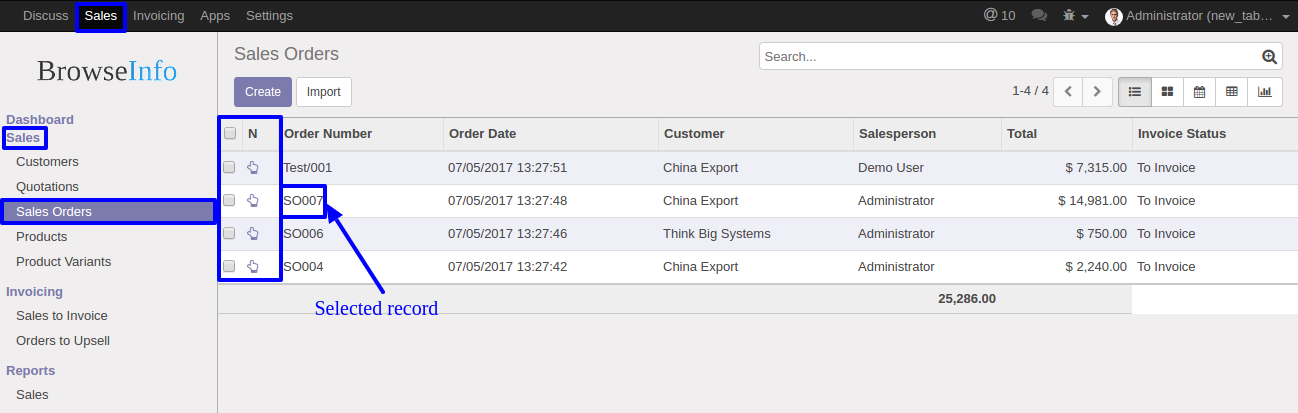 Discuss Sales Invoicing Apps Settings @ 10 Administrator (new_tab…
BrowseInfo
Sales Orders
Search...
Create Import
1-4 / 4
Dashboard
Sales
Customers
Quotations
Sales Orders
Products
Product Variants
Invoicing
Sales to Invoice
Orders to Upsell
Reports
Sales
N Order Number Order Date Customer Salesperson Total Invoice Status
Test/001 07/05/2017 13:27:51 China Export Demo User $ 7,315.00 To Invoice
SO007 07/05/2017 13:27:48 China Export Administrator $ 14,981.00 To Invoice
SO006 07/05/2017 13:27:46 Think Big Systems Administrator $ 750.00 To Invoice
SO004 07/05/2017 13:27:42 China Export Administrator $ 2,240.00 To Invoice
25,286.00
Selected record